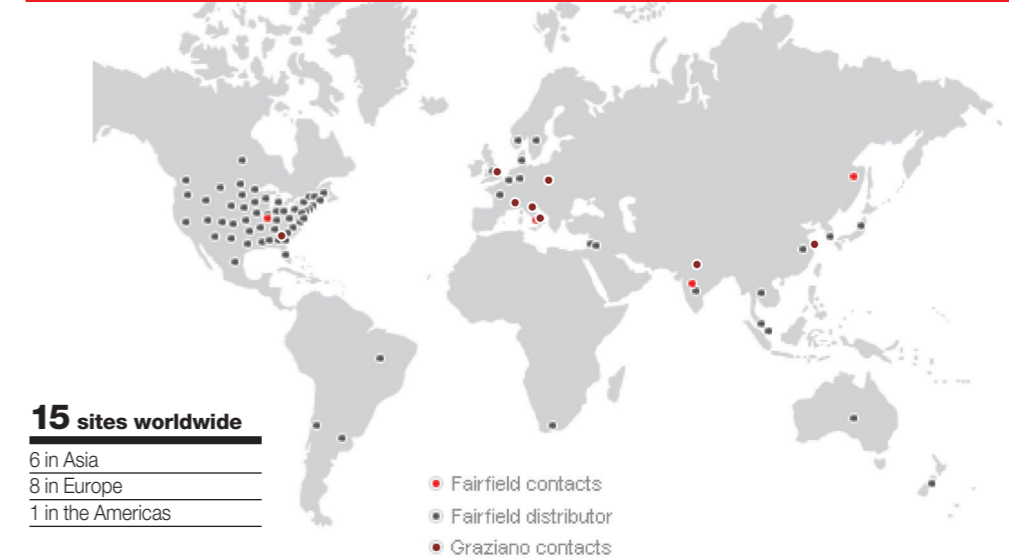 15 sites worldwide
6 in Asia
8 in Europe
1 in the Americas
Fairfield contacts
Fairfield distributor
Graziano contacts